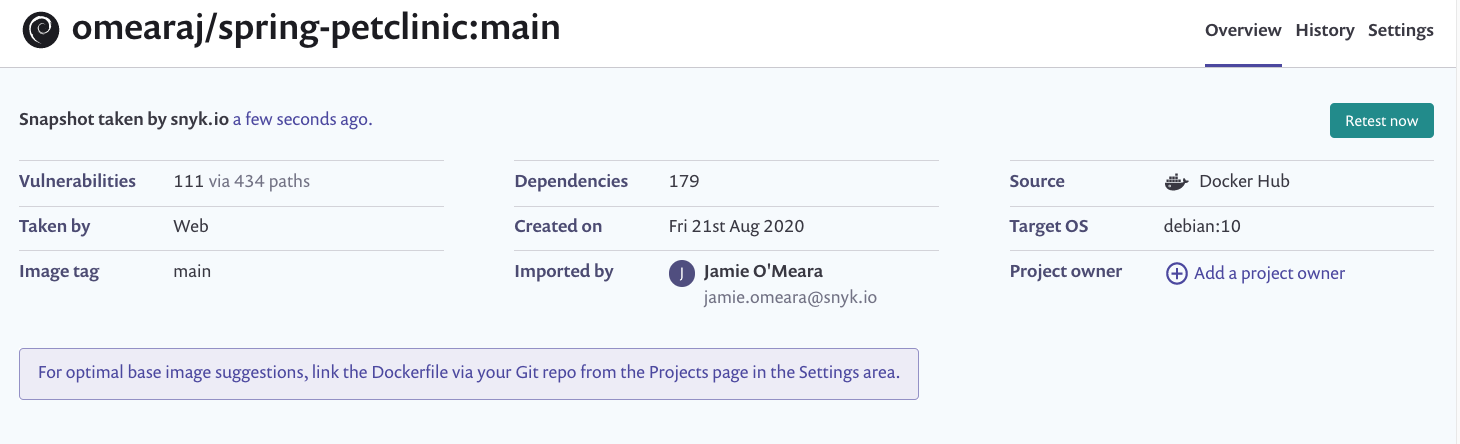 omearaj/spring-petclinic:main
Overview History Settings
Snapshot taken by snyk.io a few seconds ago.
Retest now
Vulnerabilities 111 via 434 paths
Dependencies 179
Source Docker Hub
Taken by Web
Created on Fri 21st Aug 2020
Target OS debian:10
Image tag main
Imported by J Jamie O'Meara
jamie.omeara@snyk.io
Project owner Add a project owner
For optimal base image suggestions, link the Dockerfile via your Git repo from the Projects page in the Settings area.